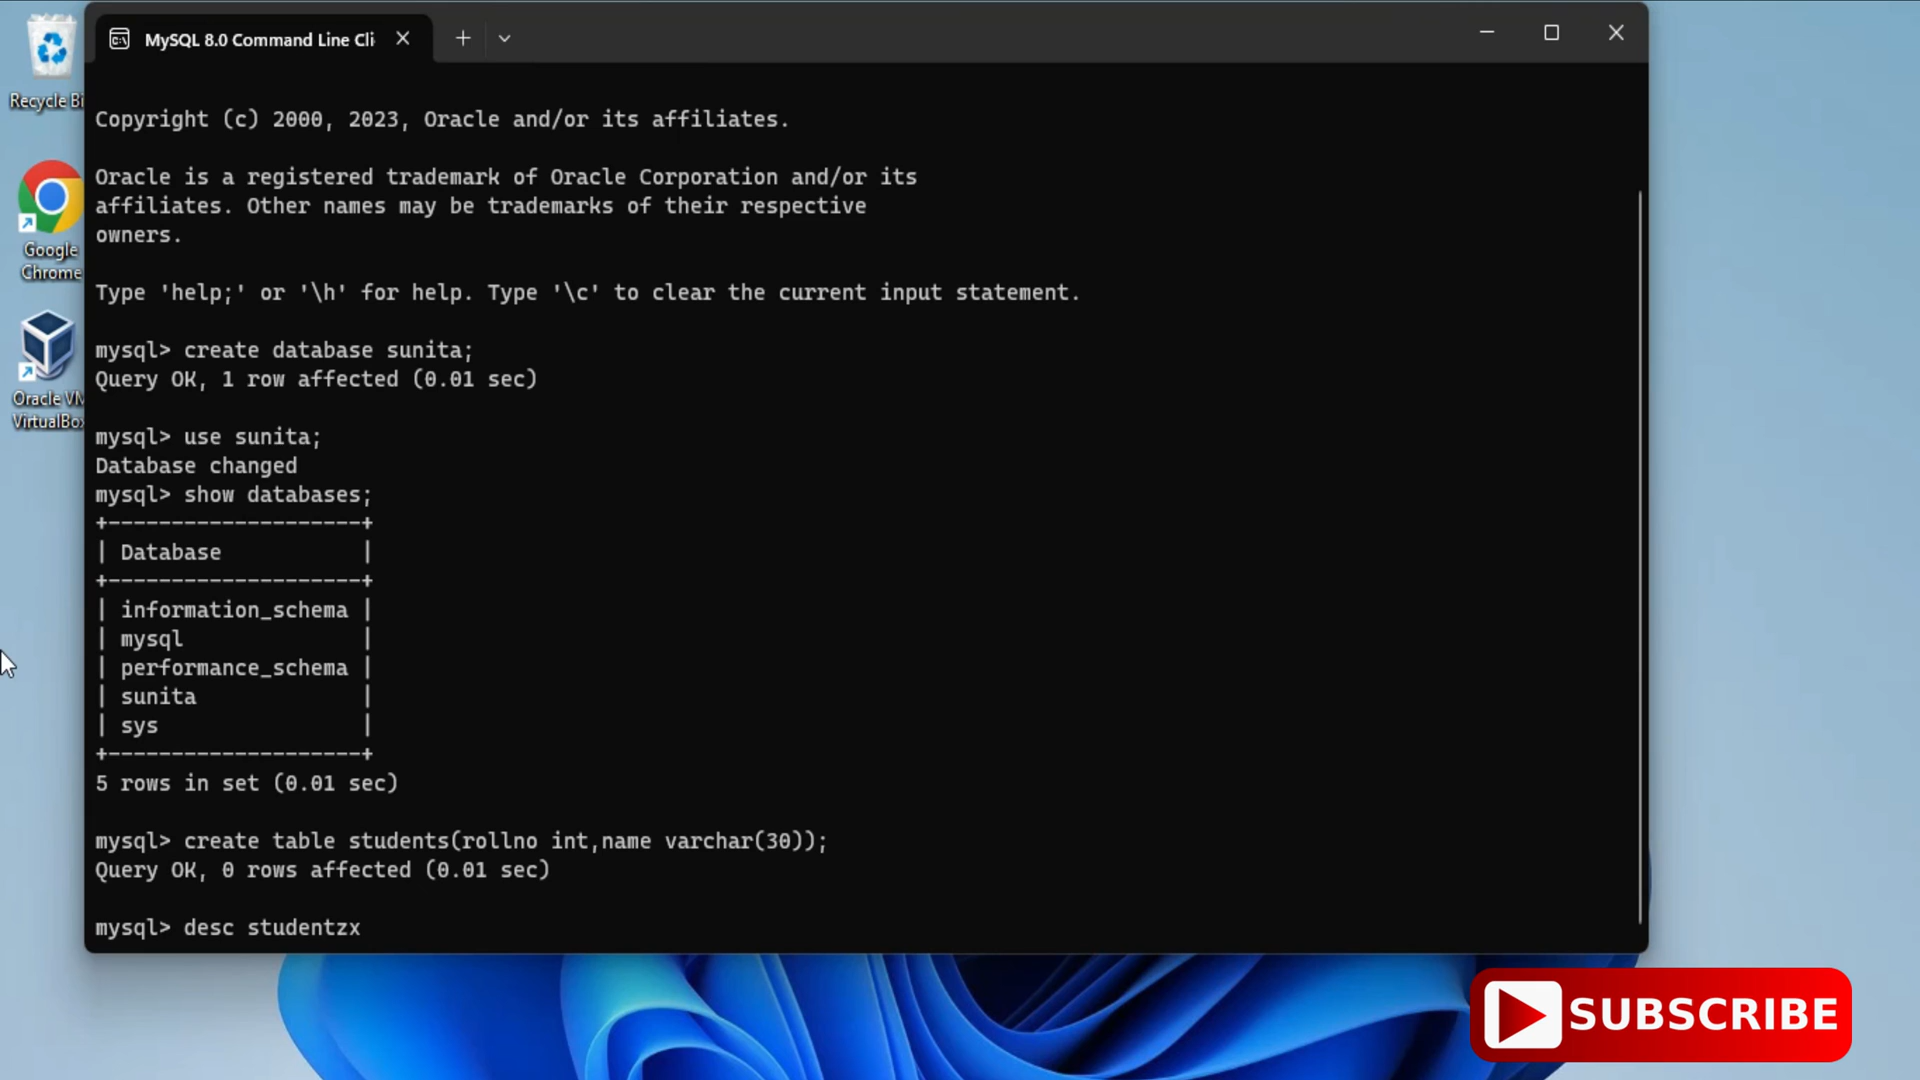 MySQL 8.0 Command Line Cli
Recycle Bi
Google
Chrome
Oracle VM
VirtualBox
Copyright (c) 2000, 2023, Oracle and/or its affiliates.
Oracle is a registered trademark of Oracle Corporation and/or its
affiliates. Other names may be trademarks of their respective
owners.
Type 'help;' or '\h' for help. Type '\c' to clear the current input statement.
mysql> create database sunita;
Query OK, 1 row affected (0.01 sec)
mysql> use sunita;
Database changed
mysql> show databases;
+--------------------+
| Database           |
+--------------------+
| information_schema |
| mysql              |
| performance_schema |
| sunita             |
| sys                |
+--------------------+
5 rows in set (0.01 sec)
mysql> create table students(rollno int,name varchar(30));
Query OK, 0 rows affected (0.01 sec)
mysql> desc studentzx
SUBSCRIBE